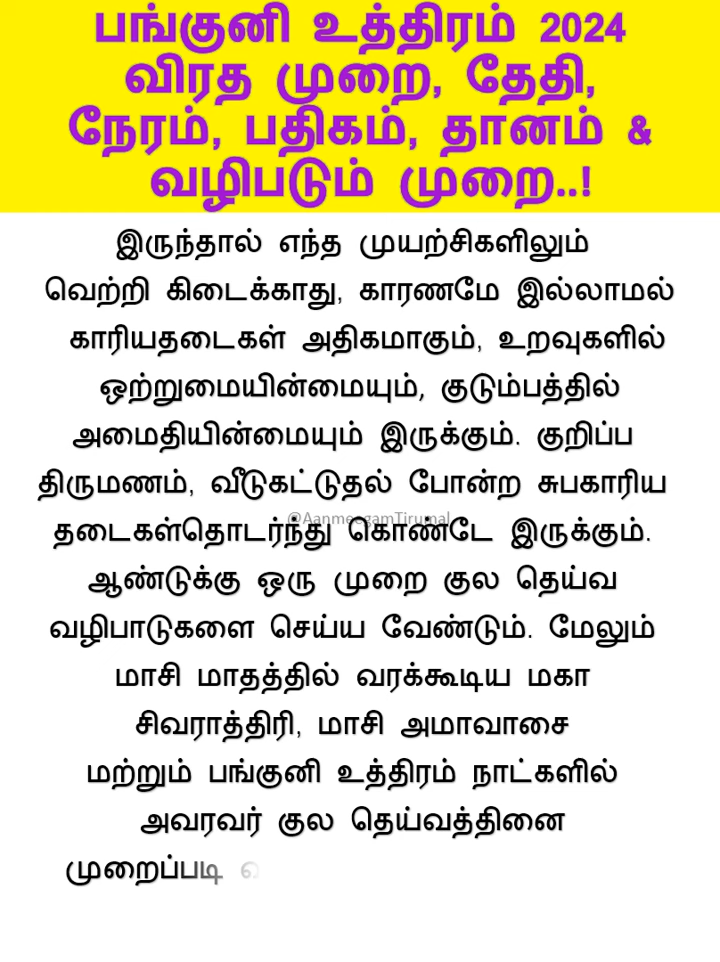 பங்குனி உத்திரம் 2024
விரத முறை, தேதி,
நேரம், பதிகம், தானம் &
வழிபடும் முறை..!
இருந்தால் எந்த முயற்சிகளிலும்
வெற்றி கிடைக்காது, காரணமே இல்லாமல்
காரியதடைகள் அதிகமாகும், உறவுகளில்
ஒற்றுமையின்மையும், குடும்பத்தில்
அமைதியின்மையும் இருக்கும். குறிப்ப
திருமணம், வீடுகட்டுதல் போன்ற சுபகாரிய
@AanmeegamTirumal
தடைகள்தொடர்ந்து கொண்டே இருக்கும்.
ஆண்டுக்கு ஒரு முறை குல தெய்வ
வழிபாடுகளை செய்ய வேண்டும். மேலும்
மாசி மாதத்தில் வரக்கூடிய மகா
சிவராத்திரி, மாசி அமாவாசை
மற்றும் பங்குனி உத்திரம் நாட்களில்
அவரவர் குல தெய்வத்தினை
முறைப்படி